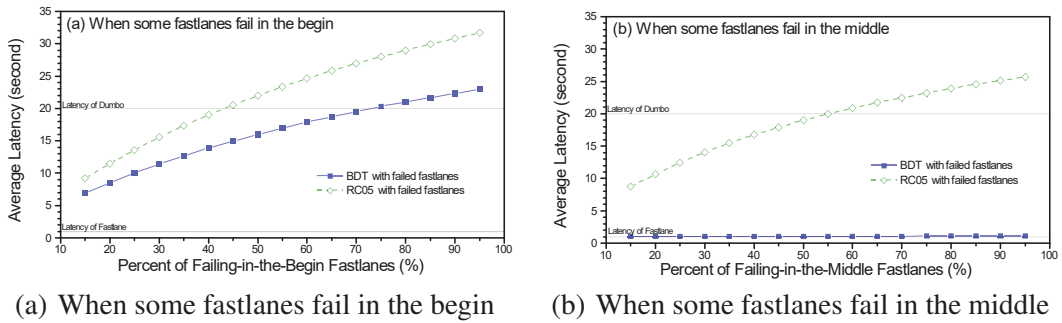 (a) When some fastlanes fail in the begin
35
30
25
20
15
10
5
0
Average Latency (second)
Latency of Dumbo
Latency of Fastlane
BDT with failed fastlanes
RC05 with failed fastlanes
10 20 30 40 50 60 70 80 90 100
Percent of Failing-in-the-Begin Fastlanes (%)
(a) When some fastlanes fail in the begin
(b) When some fastlanes fail in the middle
35
30
25
20
15
10
5
0
Average Latency (second)
Latency of Dumbo
Latency of Fastlane
BDT with failed fastlanes
RC05 with failed fastlanes
10 20 30 40 50 60 70 80 90 100
Percent of Failing-in-the-Middle Fastlanes (%)
(b) When some fastlanes fail in the middle